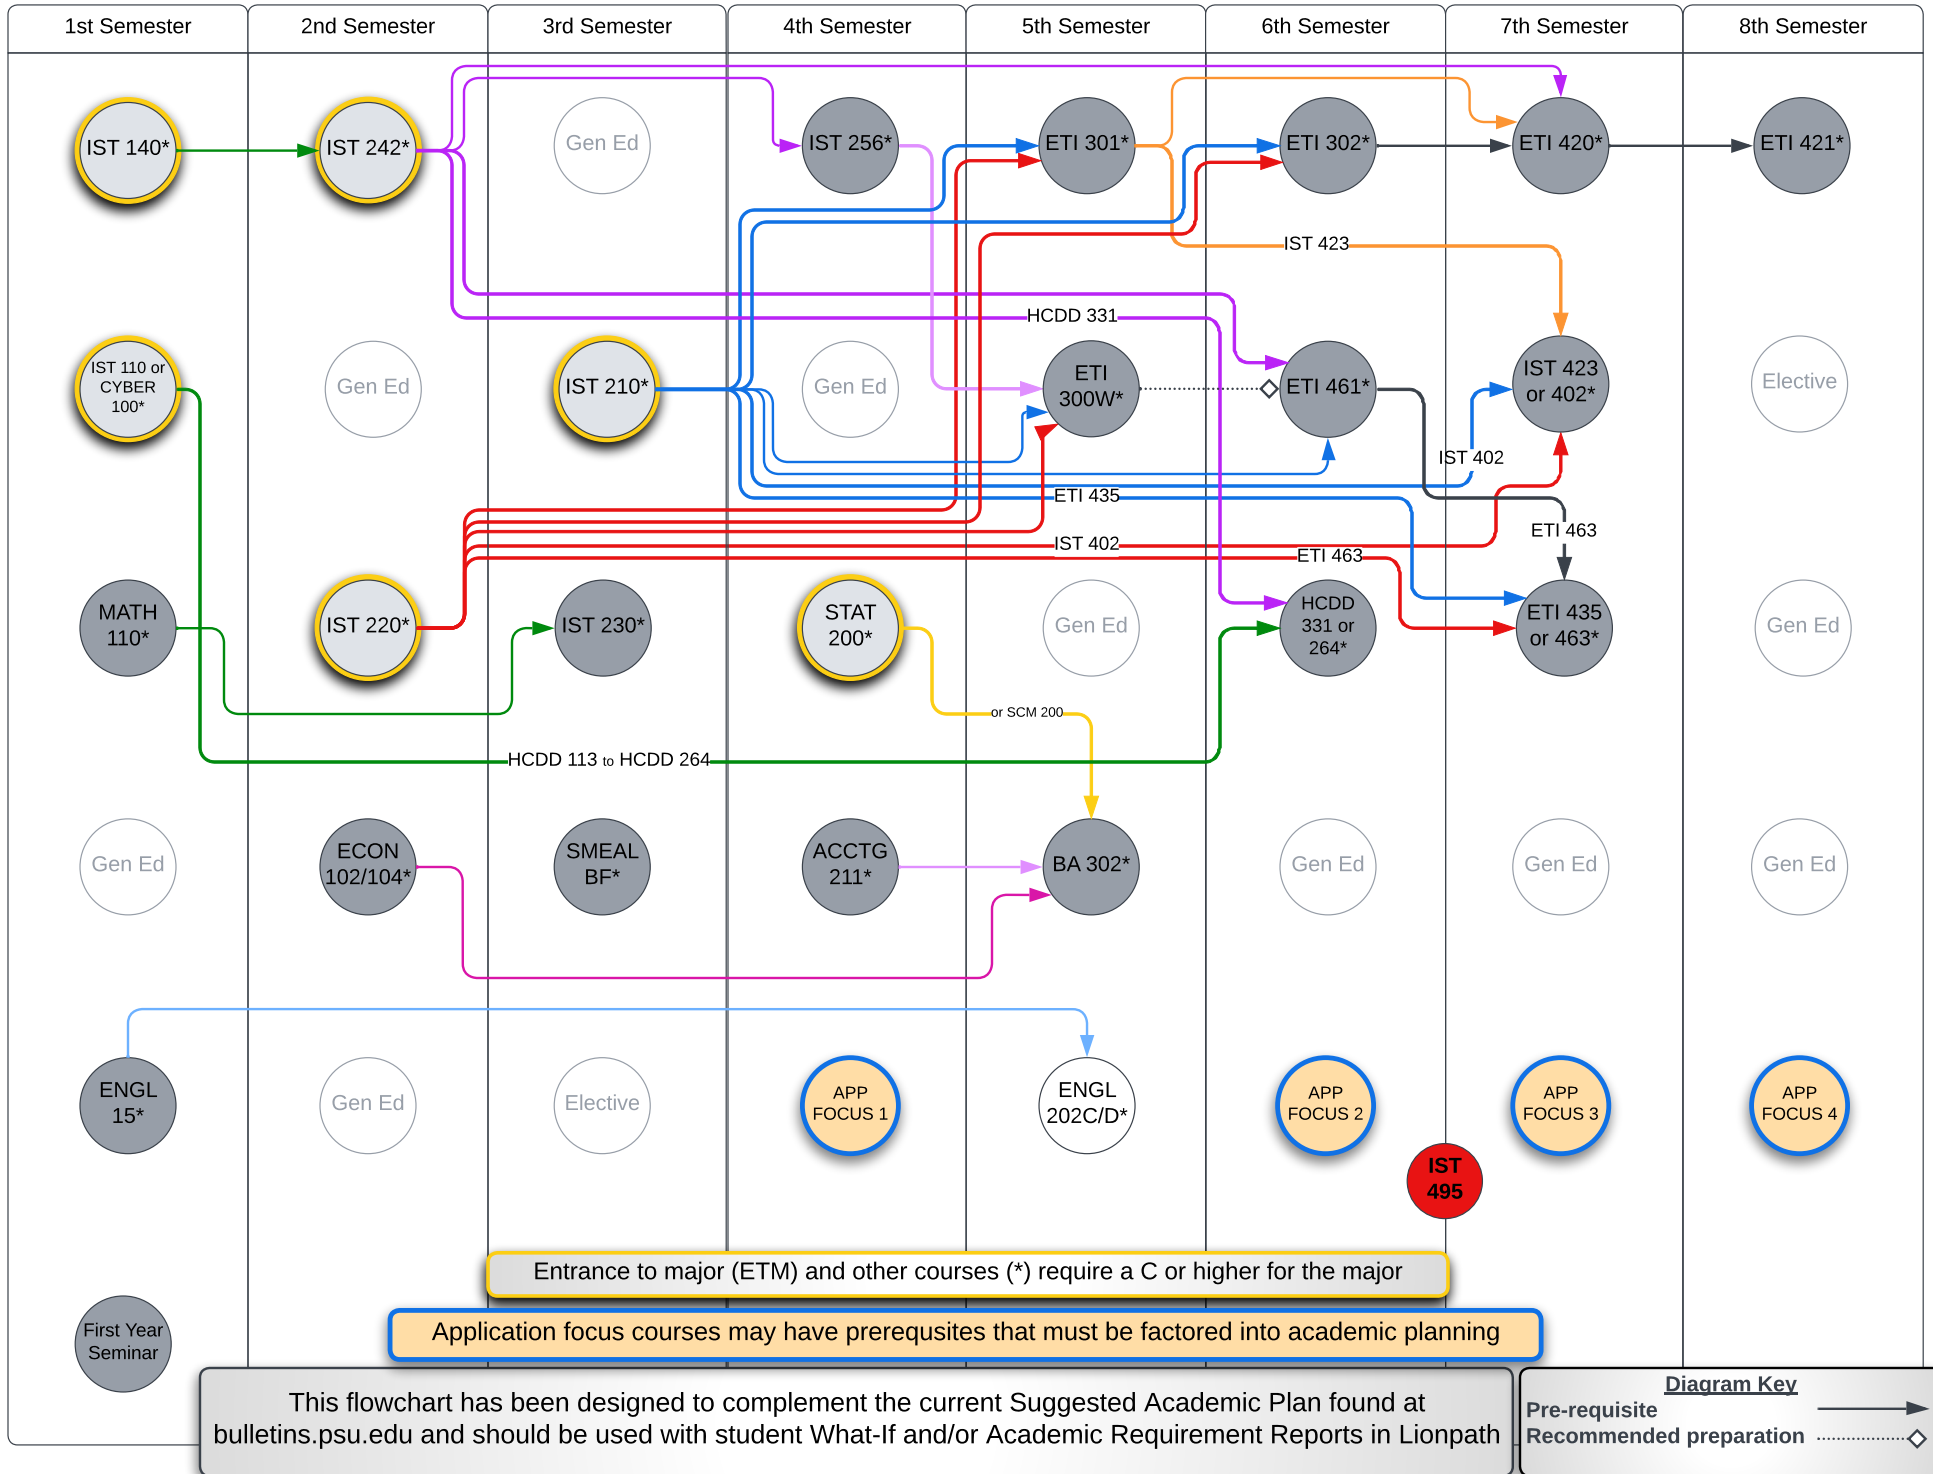 1st Semester
2nd Semester
3rd Semester
4th Semester
5th Semester
6th Semester
7th Semester
8th Semester
IST 140*
IST 242*
Gen Ed
IST 256*
ETI 301*
ETI 302*
ETI 420*
ETI 421*
IST 423
HCDD 331
IST 110 or
CYBER
100*
Gen Ed
IST 210*
Gen Ed
ETI
300W*
ETI 461*
IST 423
or 402*
Elective
IST 402
ETI 435
ETI 463
IST 402
ETI 463
MATH
110*
IST 220*
IST 230*
STAT
200*
Gen Ed
HCDD
331 or
264*
ETI 435
or 463*
Gen Ed
or SCM 200
HCDD 113 to HCDD 264
Gen Ed
ECON
102/104*
SMEAL
BF*
ACCTG
211*
BA 302*
Gen Ed
Gen Ed
Gen Ed
ENGL
15*
Gen Ed
Elective
APP
FOCUS 1
ENGL
202C/D*
APP
FOCUS 2
APP
FOCUS 3
APP
FOCUS 4
IST
495
Entrance to major (ETM) and other courses (*) require a C or higher for the major
First Year
Seminar
Application focus courses may have prerequsites that must be factored into academic planning
This flowchart has been designed to complement the current Suggested Academic Plan found at
bulletins.psu.edu and should be used with student What-If and/or Academic Requirement Reports in Lionpath
Diagram Key
Pre-requisite
Recommended preparation